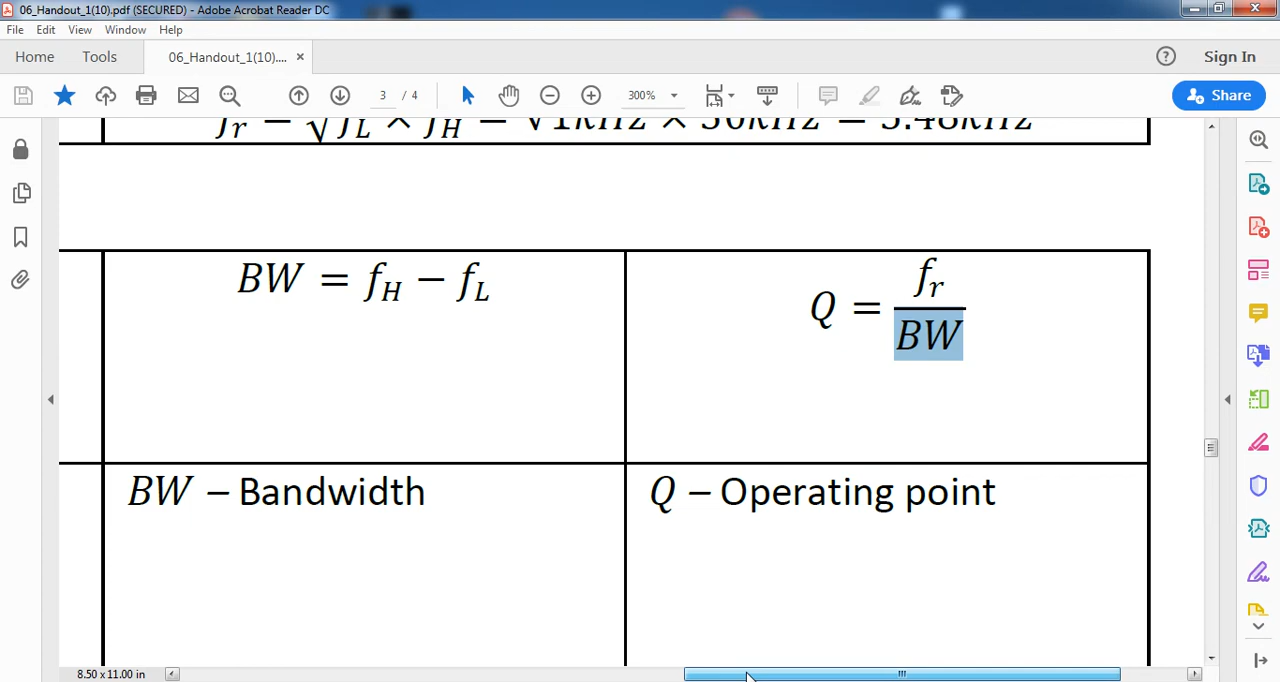 06_Handout_1(10).pdf (SECURED) - Adobe Acrobat Reader DC
File Edit View Window Help
Home Tools 06_Handout_1(10).... × Sign In
3 / 4 300% Share
BW = f_H − f_L
Q = f_r / BW
BW – Bandwidth
Q – Operating point
8.50 x 11.00 in